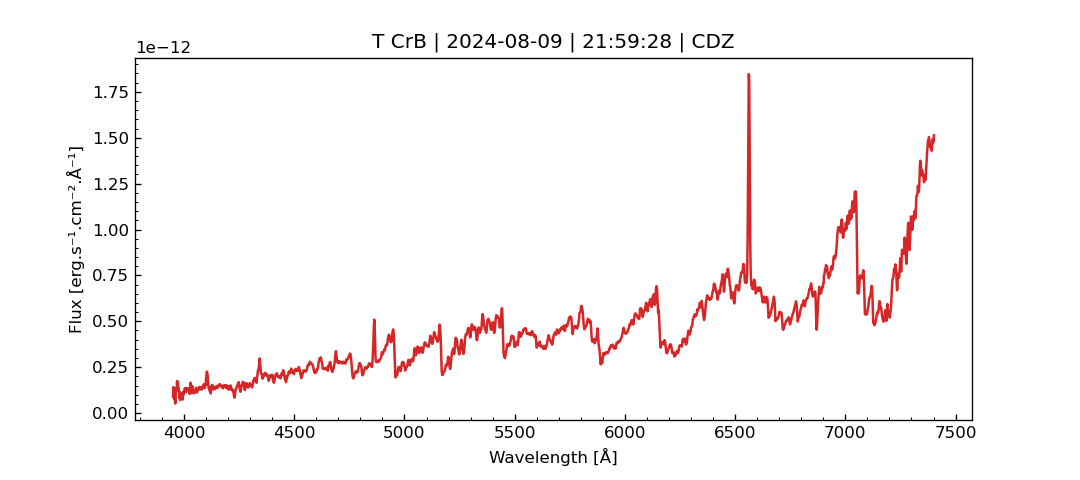 T CrB | 2024-08-09 | 21:59:28 | CDZ
1e−12
1.75
1.50
1.25
1.00
0.75
0.50
0.25
0.00
Flux [erg.s⁻¹.cm⁻².Å⁻¹]
4000 4500 5000 5500 6000 6500 7000 7500
Wavelength [Å]